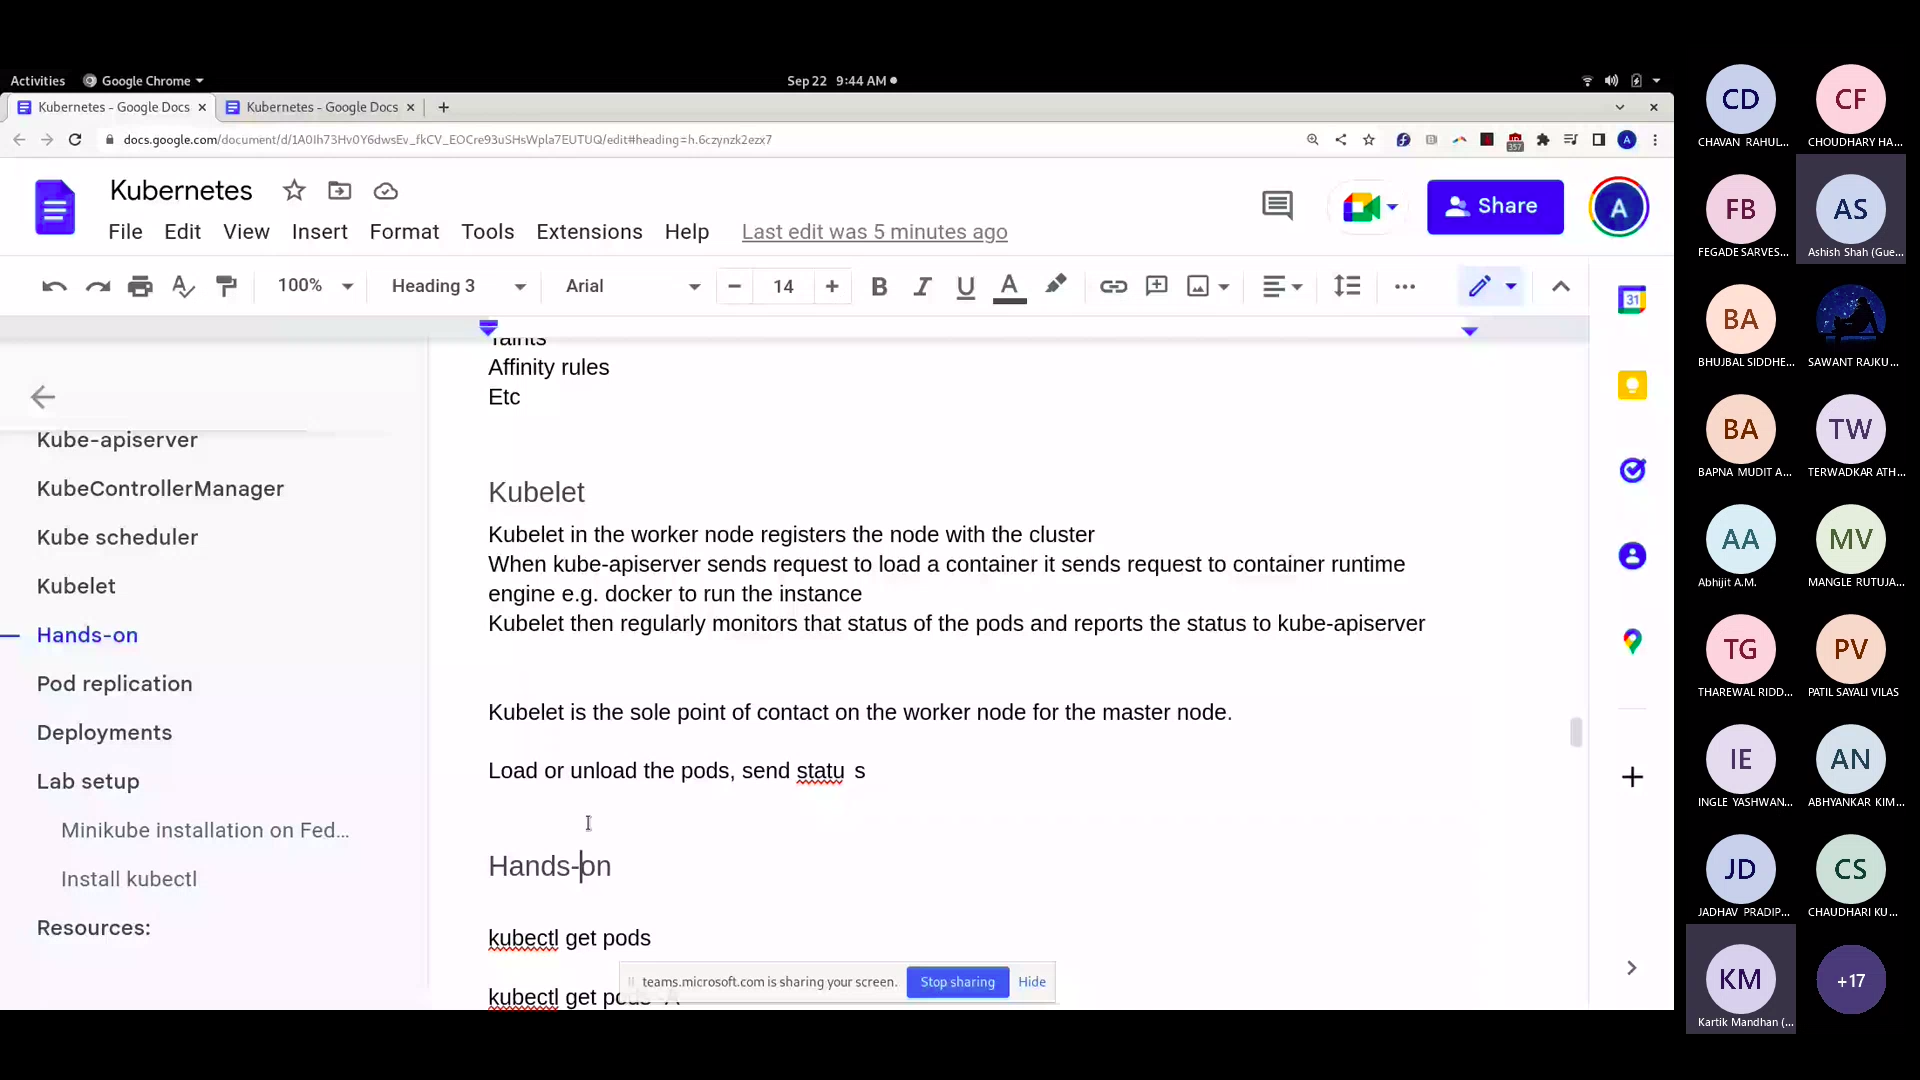 Activities Google Chrome Sep 22 9:44 AM
Kubernetes - Google Docs Kubernetes - Google Docs
docs.google.com/document/d/1A0Ih73Hv0Y6dwsEv_fkCV_EOCre93uSHsWpla7EUTUQ/edit#heading=h.6czynzk2ezx7
357
A
Kubernetes
Share
A
File Edit View Insert Format Tools Extensions Help Last edit was 5 minutes ago
100% Heading 3 Arial 14 B I U A
31
Taints
Affinity rules
Etc
Kubelet
Kubelet in the worker node registers the node with the cluster
When kube-apiserver sends request to load a container it sends request to container runtime
engine e.g. docker to run the instance
Kubelet then regularly monitors that status of the pods and reports the status to kube-apiserver
Kubelet is the sole point of contact on the worker node for the master node.
Load or unload the pods, send statu s
Hands-on
kubectl get pods
kubectl get pods -A
Kube-apiserver
KubeControllerManager
Kube scheduler
Kubelet
Hands-on
Pod replication
Deployments
Lab setup
Minikube installation on Fed...
Install kubectl
Resources:
teams.microsoft.com is sharing your screen. Stop sharing Hide
CD CF
CHAVAN RAHUL... CHOUDHARY HA...
FB AS
FEGADE SARVES... Ashish Shah (Gue...
BA
BHUJBAL SIDDHE... SAWANT RAJKU...
BA TW
BAPNA MUDIT A... TERWADKAR ATH...
AA MV
Abhijit A.M. MANGLE RUTUJA...
TG PV
THAREWAL RIDD... PATIL SAYALI VILAS
IE AN
INGLE YASHWAN... ABHYANKAR KIM...
JD CS
JADHAV PRADIP... CHAUDHARI KU...
KM +17
Kartik Mandhan (...